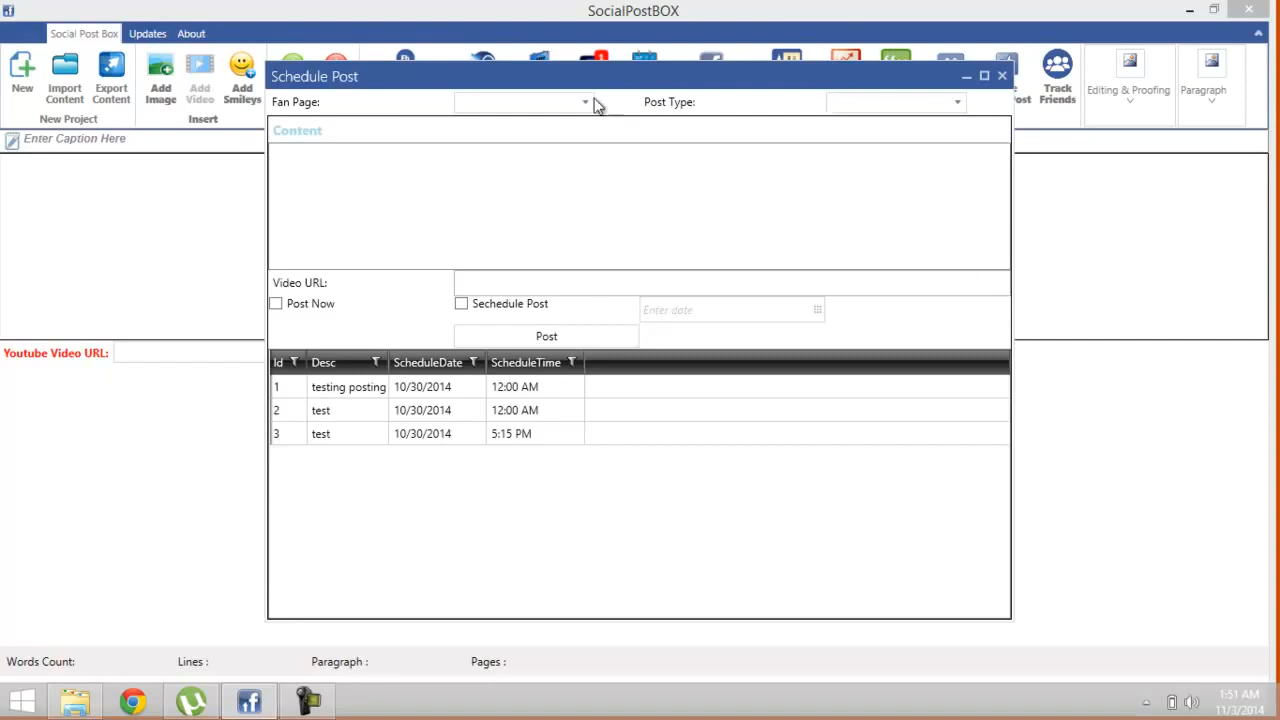 SocialPostBOX
Social Post Box Updates About
New Import Content Export Content Add Image Add Video Add Smileys
New Project Insert
Track Friends Editing & Proofing Paragraph
Schedule Post
Fan Page: Post Type:
Enter Caption Here
Content
Video URL:
Post Now Sechedule Post Enter date
Post
Youtube Video URL:
Id Desc ScheduleDate ScheduleTime
1 testing posting 10/30/2014 12:00 AM
2 test 10/30/2014 12:00 AM
3 test 10/30/2014 5:15 PM
Words Count: Lines : Paragraph : Pages :
1:51 AM
11/3/2014